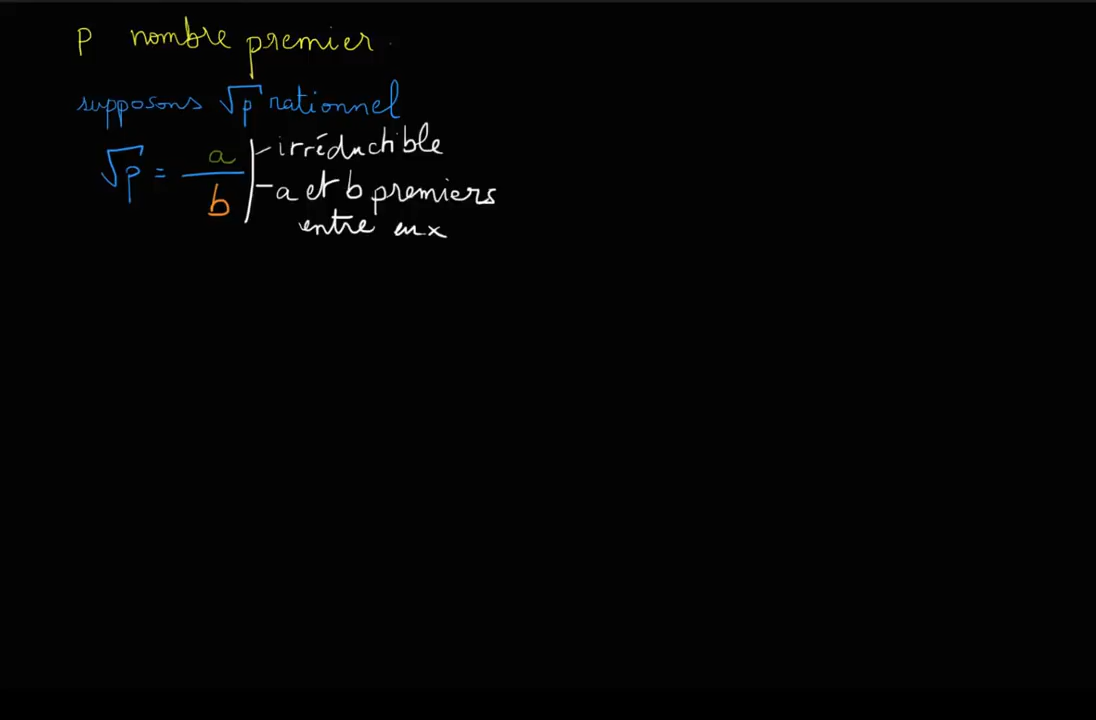 p nombre premier
supposons √p rationnel
√p = a/b - irréductible
- a et b premiers
entre eux